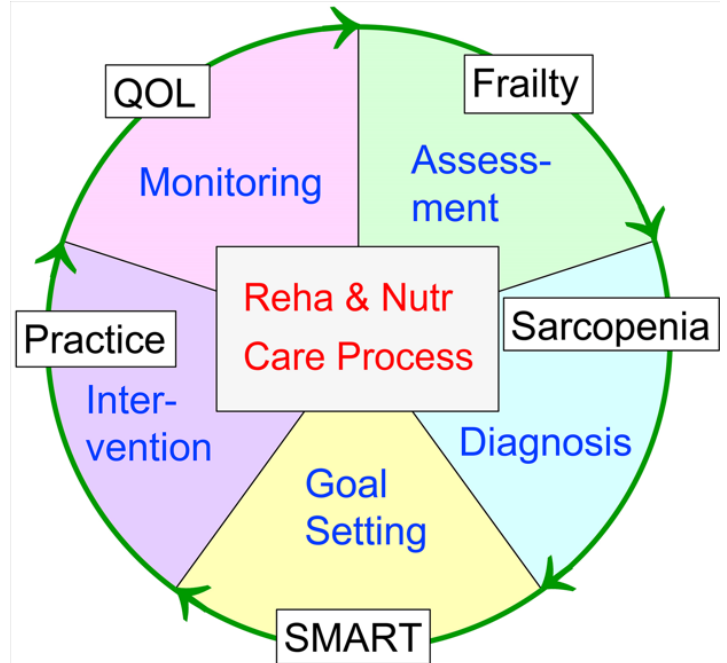 QOL
Frailty
Monitoring
Assess-
ment
Reha & Nutr
Care Process
Sarcopenia
Practice
Inter-
vention
Diagnosis
Goal
Setting
SMART